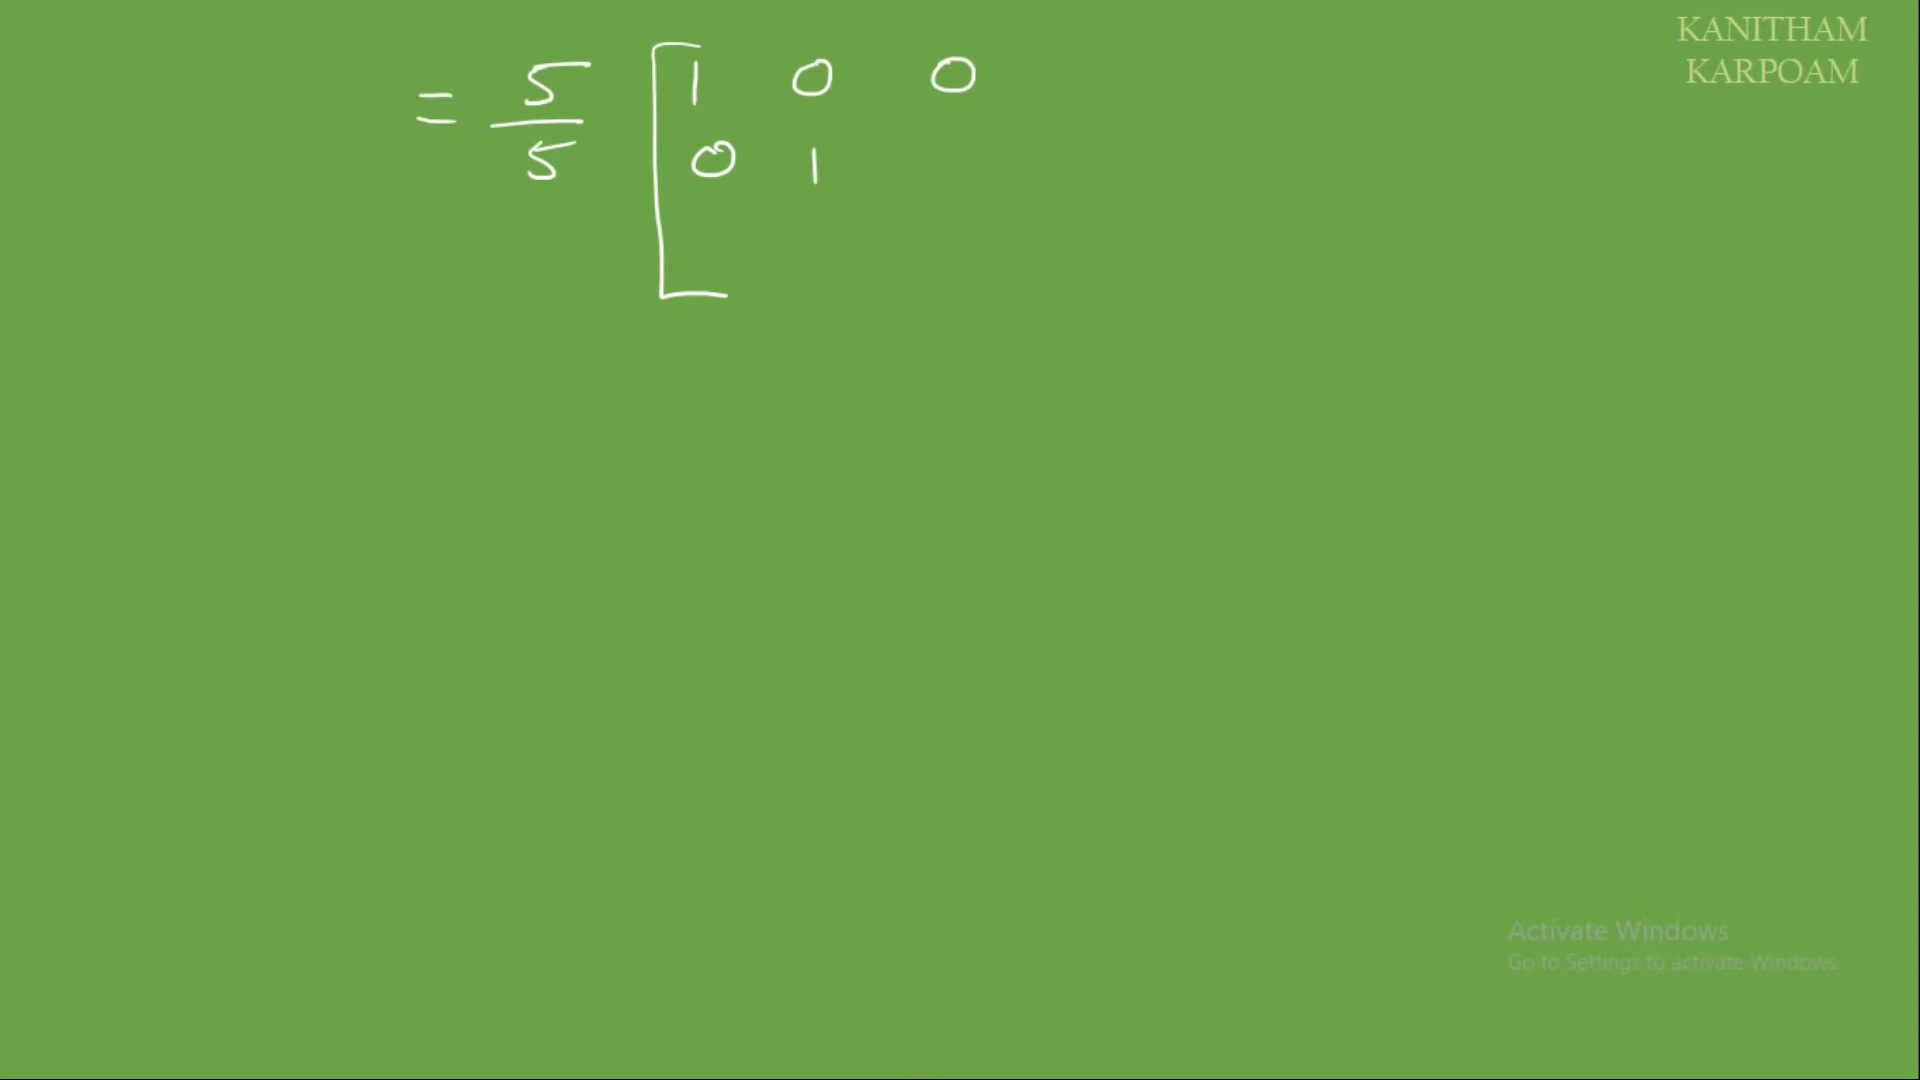 = 5/5 [ 1 0 0
0 1
KANITHAM
KARPOAM
Activate Windows
Go to Settings to activate Windows.